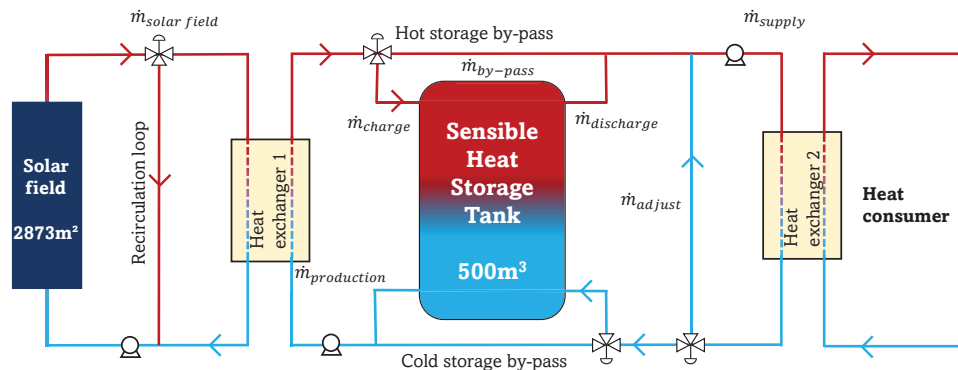 ṁsolar field
Hot storage by-pass
ṁsupply
ṁby−pass
ṁcharge
ṁdischarge
Solar
field
2873m²
Recirculation loop
Heat
exchanger 1
Sensible
Heat
Storage
Tank
500m³
ṁadjust
Heat
exchanger 2
Heat
consumer
ṁproduction
Cold storage by-pass